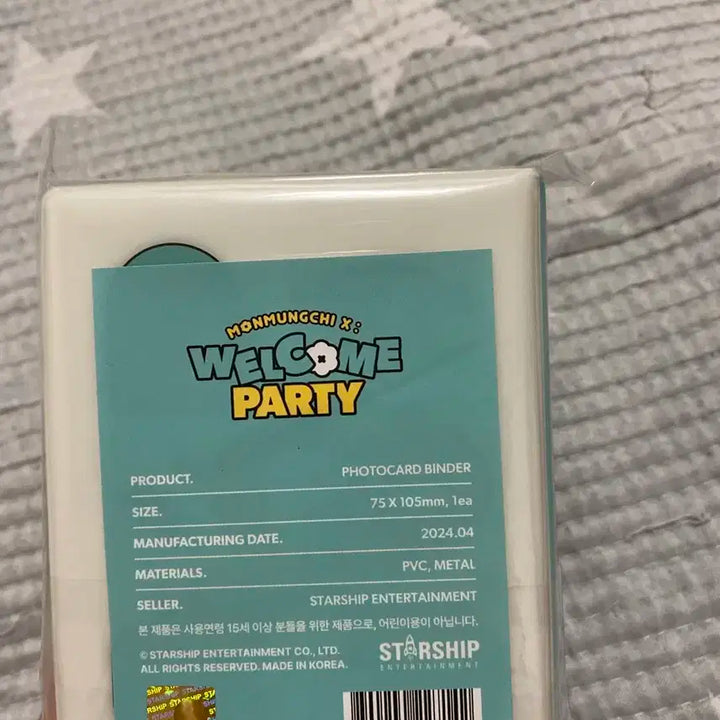 MONMUNGCHI X:
WELCOME
PARTY
PRODUCT. PHOTOCARD BINDER
SIZE. 75 X 105mm, 1ea
MANUFACTURING DATE. 2024.04
MATERIALS. PVC, METAL
SELLER. STARSHIP ENTERTAINMENT
본 제품은 사용연령 15세 이상 분들을 위한 제품으로, 어린이용이 아닙니다.
© STARSHIP ENTERTAINMENT CO., LTD.
ALL RIGHTS RESERVED. MADE IN KOREA.
STARSHIP
ENTERTAINMENT